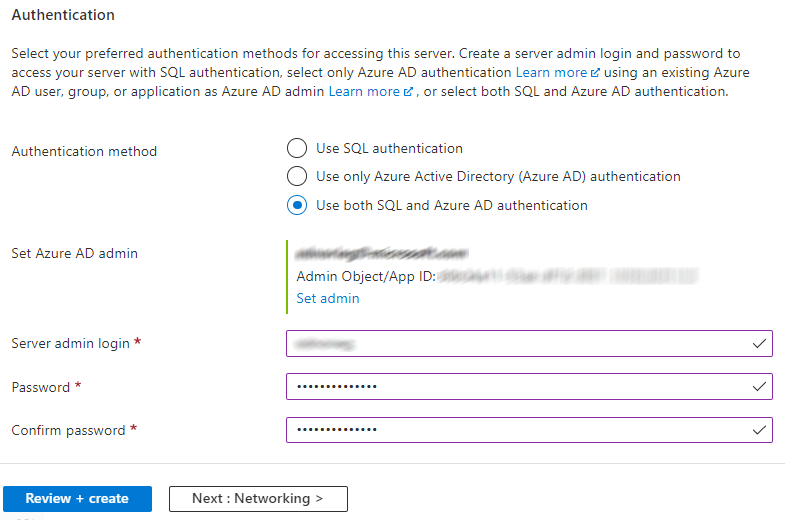 Authentication
Select your preferred authentication methods for accessing this server. Create a server admin login and password to
access your server with SQL authentication, select only Azure AD authentication Learn more using an existing Azure
AD user, group, or application as Azure AD admin Learn more , or select both SQL and Azure AD authentication.
Authentication method
Use SQL authentication
Use only Azure Active Directory (Azure AD) authentication
Use both SQL and Azure AD authentication
Set Azure AD admin
Admin Object/App ID:
Set admin
Server admin login *
Password * ••••••••••••••
Confirm password * ••••••••••••••
Review + create Next : Networking >